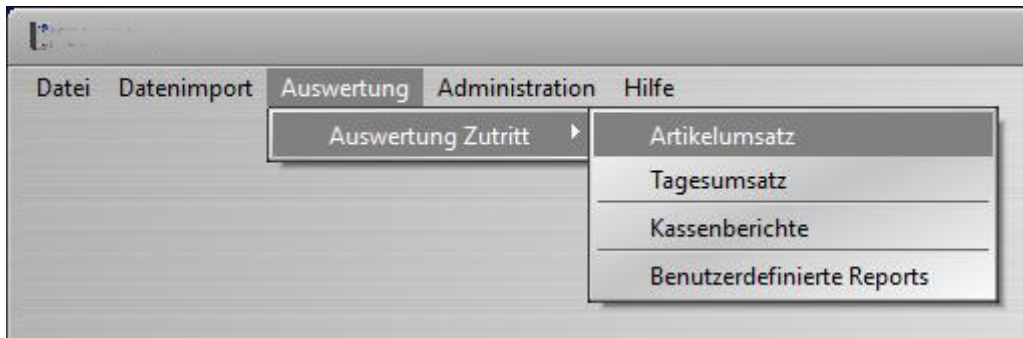 Datei Datenimport Auswertung Administration Hilfe
Auswertung Zutritt
Artikelumsatz
Tagesumsatz
Kassenberichte
Benutzerdefinierte Reports